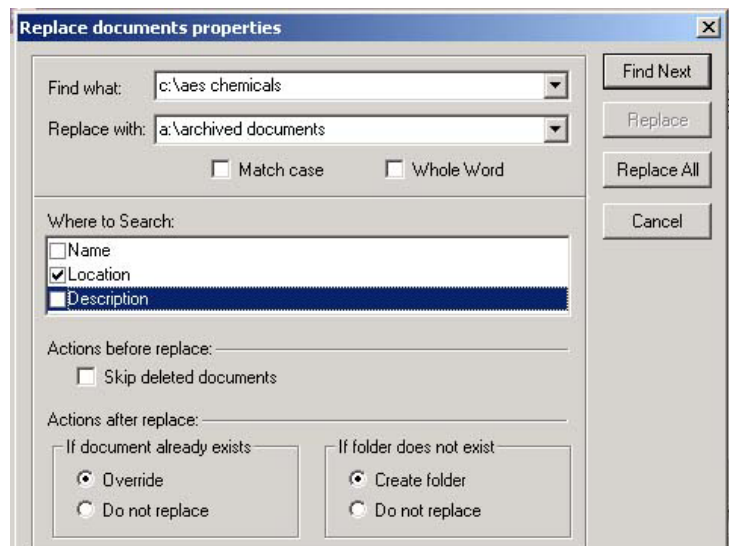 Replace documents properties
Find what: c:\aes chemicals
Find Next
Replace with: a:\archived documents
Replace
Match case Whole Word
Replace All
Where to Search:
Cancel
Name
Location
Description
Actions before replace:
Skip deleted documents
Actions after replace:
If document already exists If folder does not exist
Override Create folder
Do not replace Do not replace